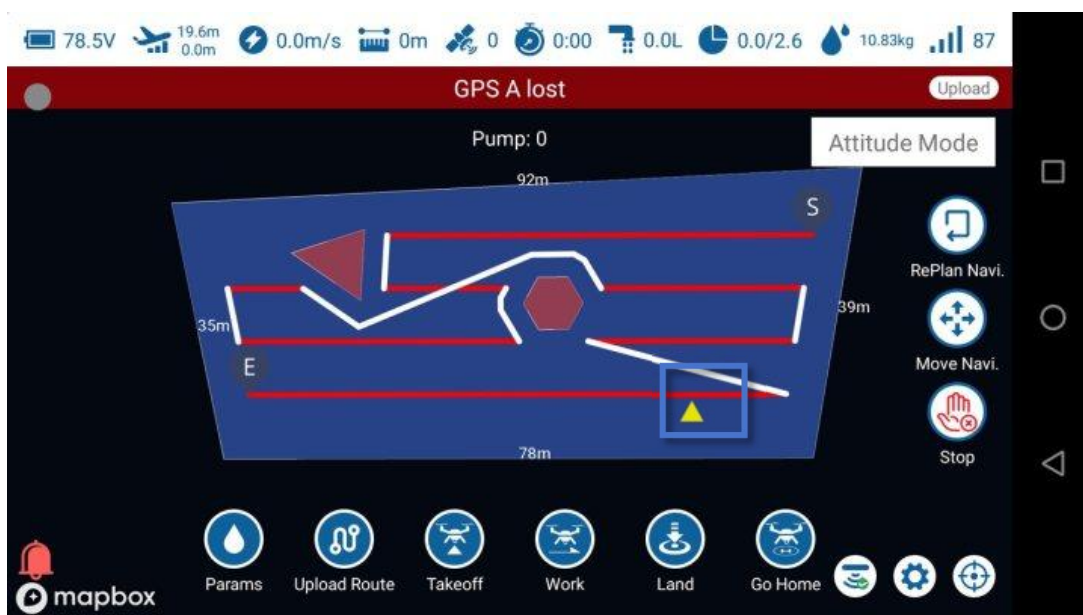 78.5V 19.6m 0.0m 0.0m/s 0m 0 0:00 0.0L 0.0/2.6 10.83kg 87
GPS A lost
Upload
Pump: 0
Attitude Mode
92m
S
RePlan Navi.
39m
35m
E
Move Navi.
78m
Stop
Params
Upload Route
Takeoff
Work
Land
Go Home
mapbox